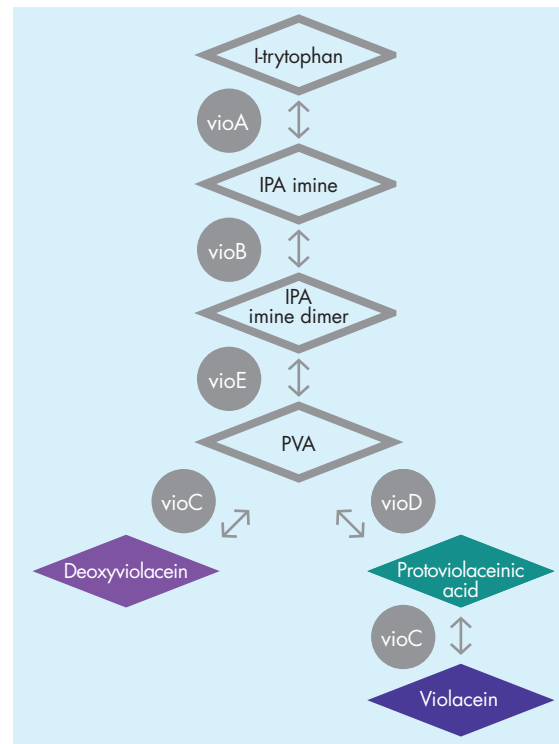 l-trytophan
vioA
IPA imine
vioB
IPA
imine dimer
vioE
PVA
vioC
vioD
Deoxyviolacein
Protoviolaceinic
acid
vioC
Violacein